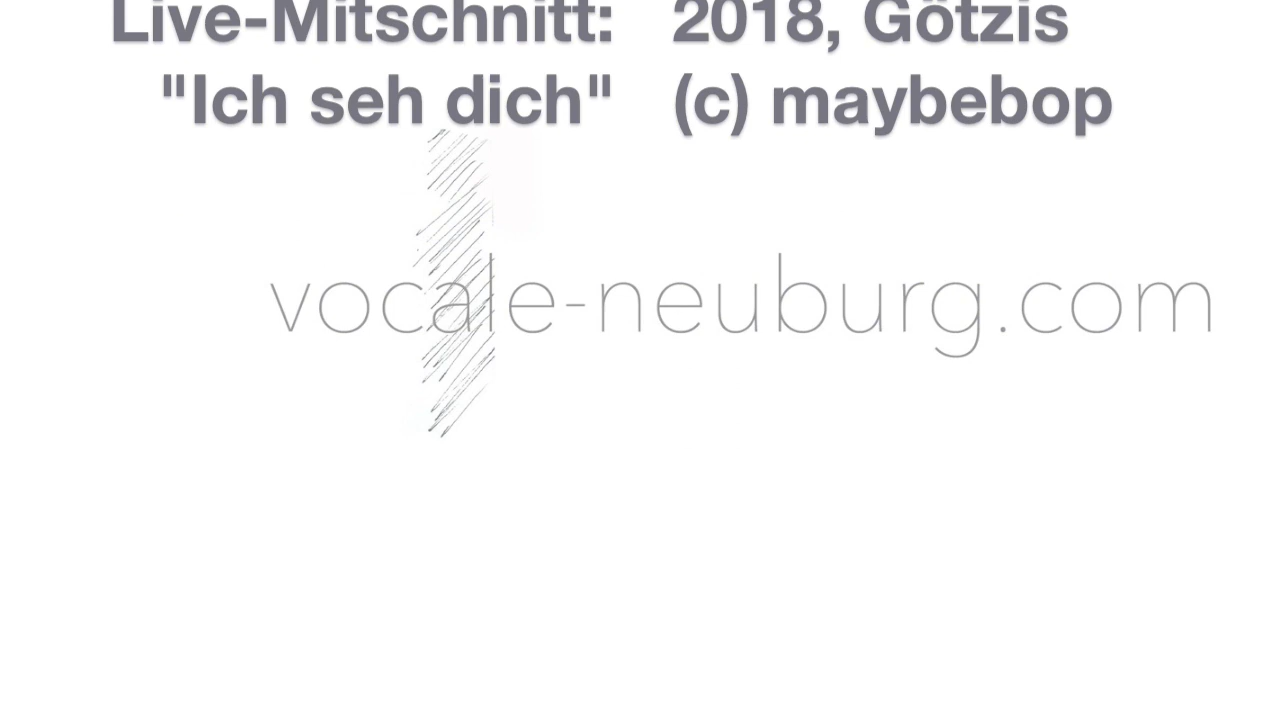 Live-Mitschnitt: 2018, Götzis
"Ich seh dich" (c) maybebop
vocale-neuburg.com